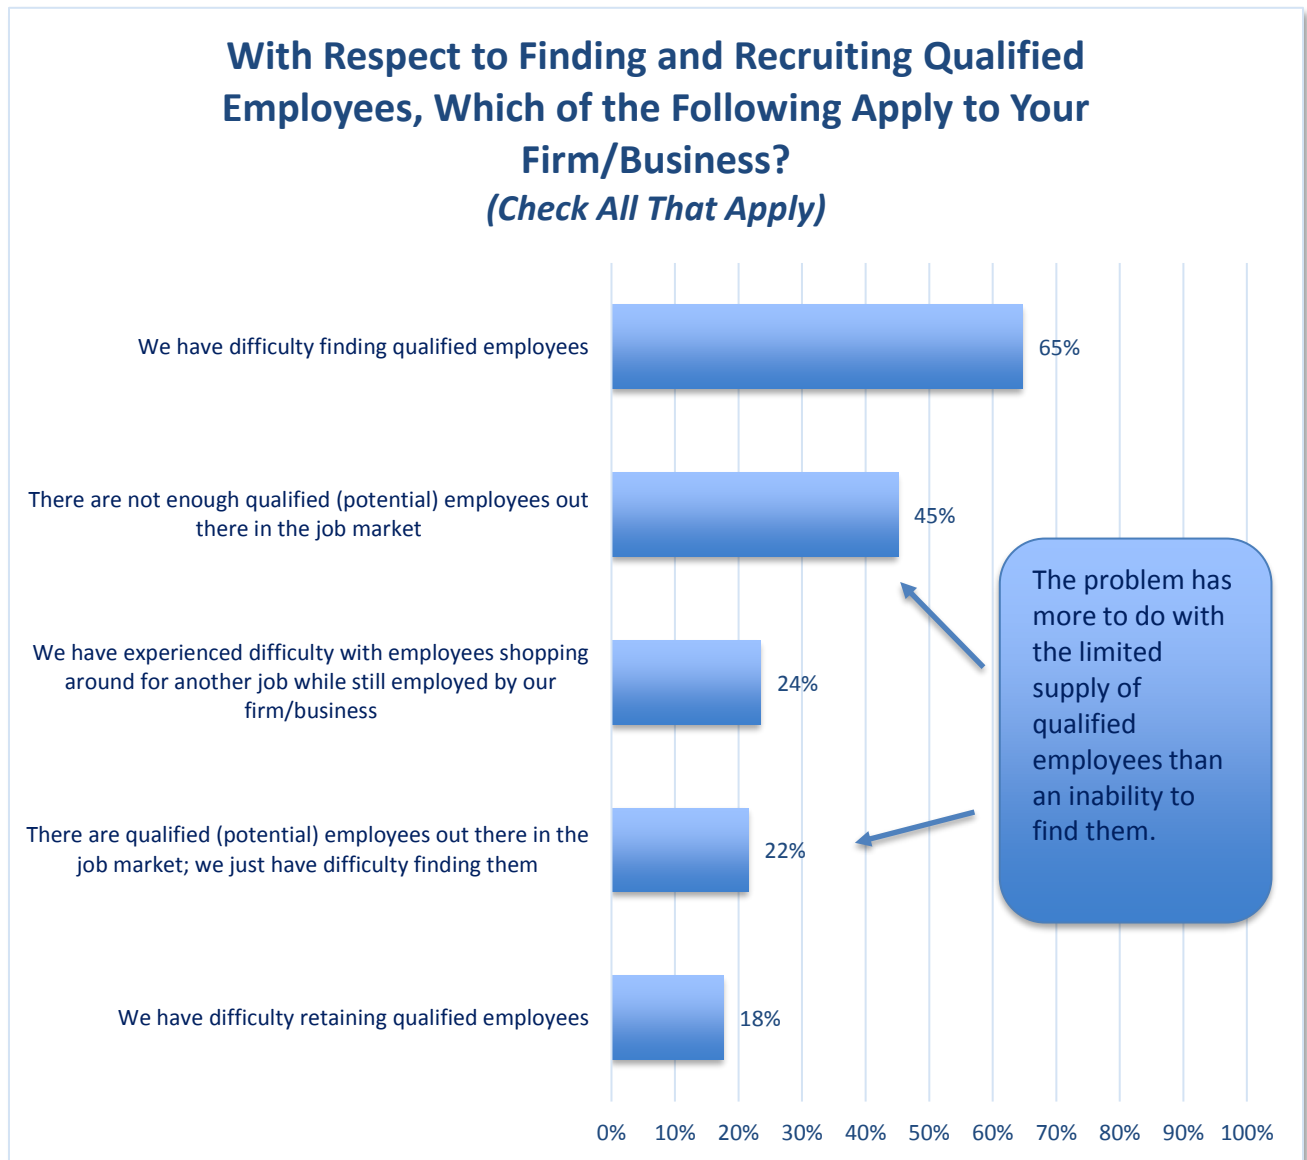 With Respect to Finding and Recruiting Qualified
Employees, Which of the Following Apply to Your
Firm/Business?
(Check All That Apply)
We have difficulty finding qualified employees
65%
There are not enough qualified (potential) employees out
there in the job market
45%
We have experienced difficulty with employees shopping
around for another job while still employed by our
firm/business
24%
There are qualified (potential) employees out there in the
job market; we just have difficulty finding them
22%
We have difficulty retaining qualified employees
18%
The problem has
more to do with
the limited
supply of
qualified
employees than
an inability to
find them.
0% 10% 20% 30% 40% 50% 60% 70% 80% 90% 100%